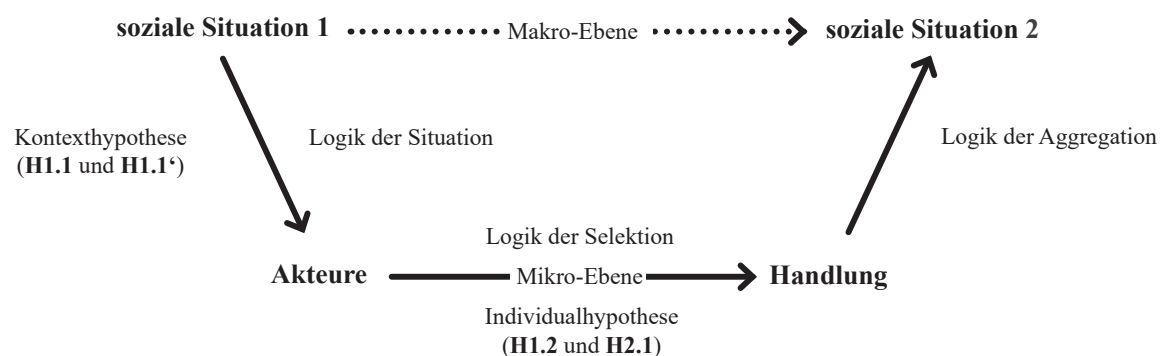 soziale Situation 1
Makro-Ebene
soziale Situation 2
Kontexthypothese
(H1.1 und H1.1‘)
Logik der Situation
Logik der Aggregation
Logik der Selektion
Akteure
Mikro-Ebene
Handlung
Individualhypothese
(H1.2 und H2.1)